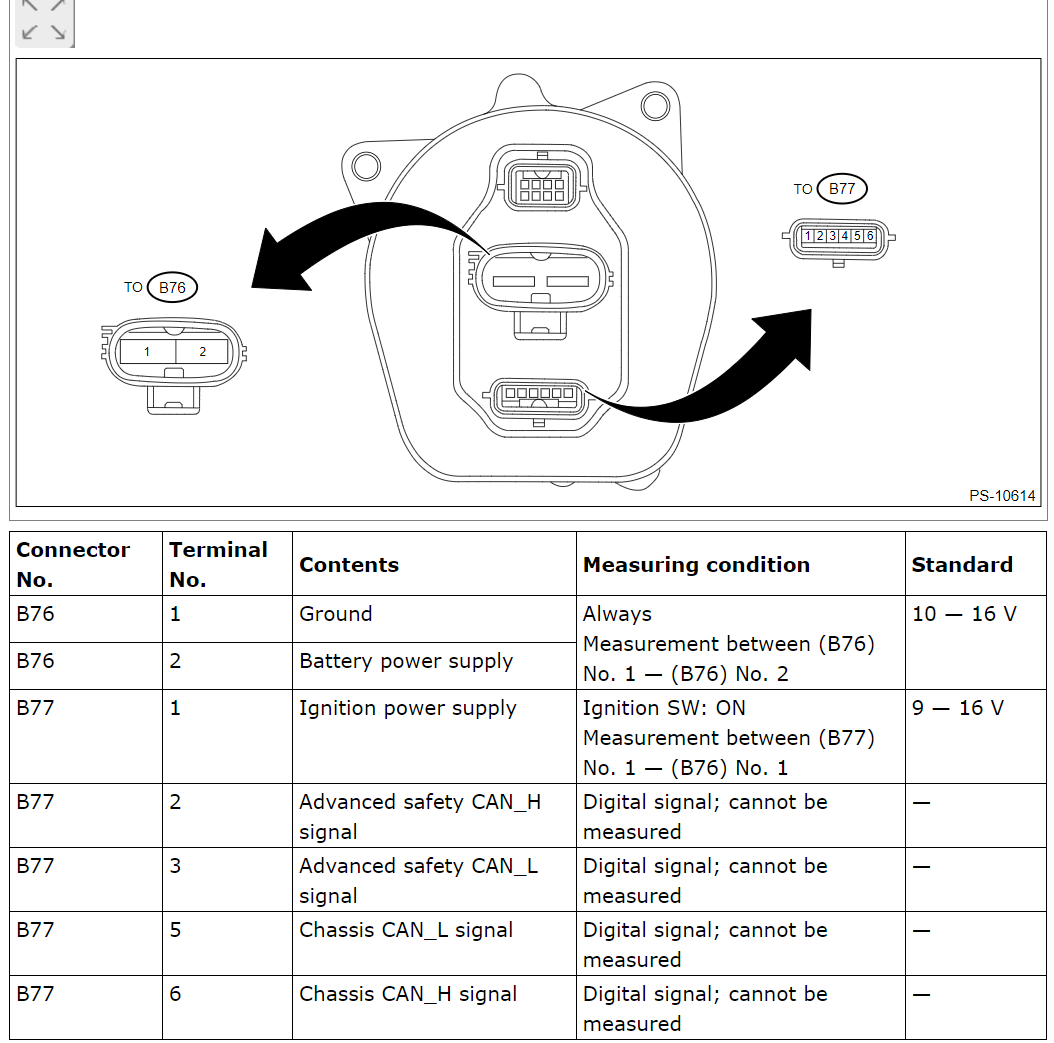 TO B77
1 2 3 4 5 6
TO B76
1 2
PS-10614
Connector No.
Terminal No.
Contents
Measuring condition
Standard
B76
1
Ground
Always
Measurement between (B76)
No. 1 — (B76) No. 2
10 — 16 V
B76
2
Battery power supply
B77
1
Ignition power supply
Ignition SW: ON
Measurement between (B77)
No. 1 — (B76) No. 1
9 — 16 V
B77
2
Advanced safety CAN_H
signal
Digital signal; cannot be
measured
—
B77
3
Advanced safety CAN_L
signal
Digital signal; cannot be
measured
—
B77
5
Chassis CAN_L signal
Digital signal; cannot be
measured
—
B77
6
Chassis CAN_H signal
Digital signal; cannot be
measured
—